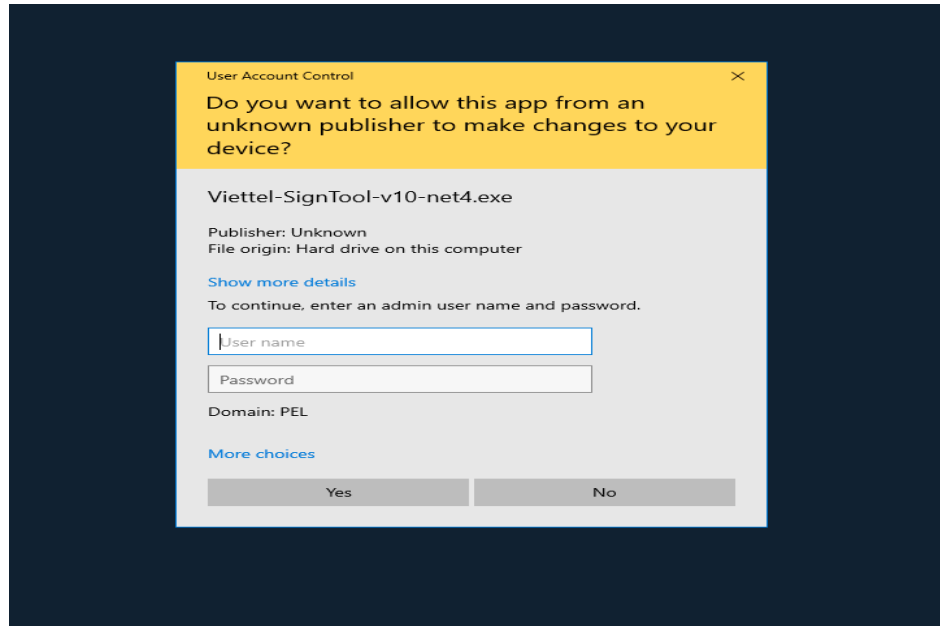 User Account Control
Do you want to allow this app from an
unknown publisher to make changes to your
device?
Viettel-SignTool-v10-net4.exe
Publisher: Unknown
File origin: Hard drive on this computer
Show more details
To continue, enter an admin user name and password.
User name
Password
Domain: PEL
More choices
Yes
No